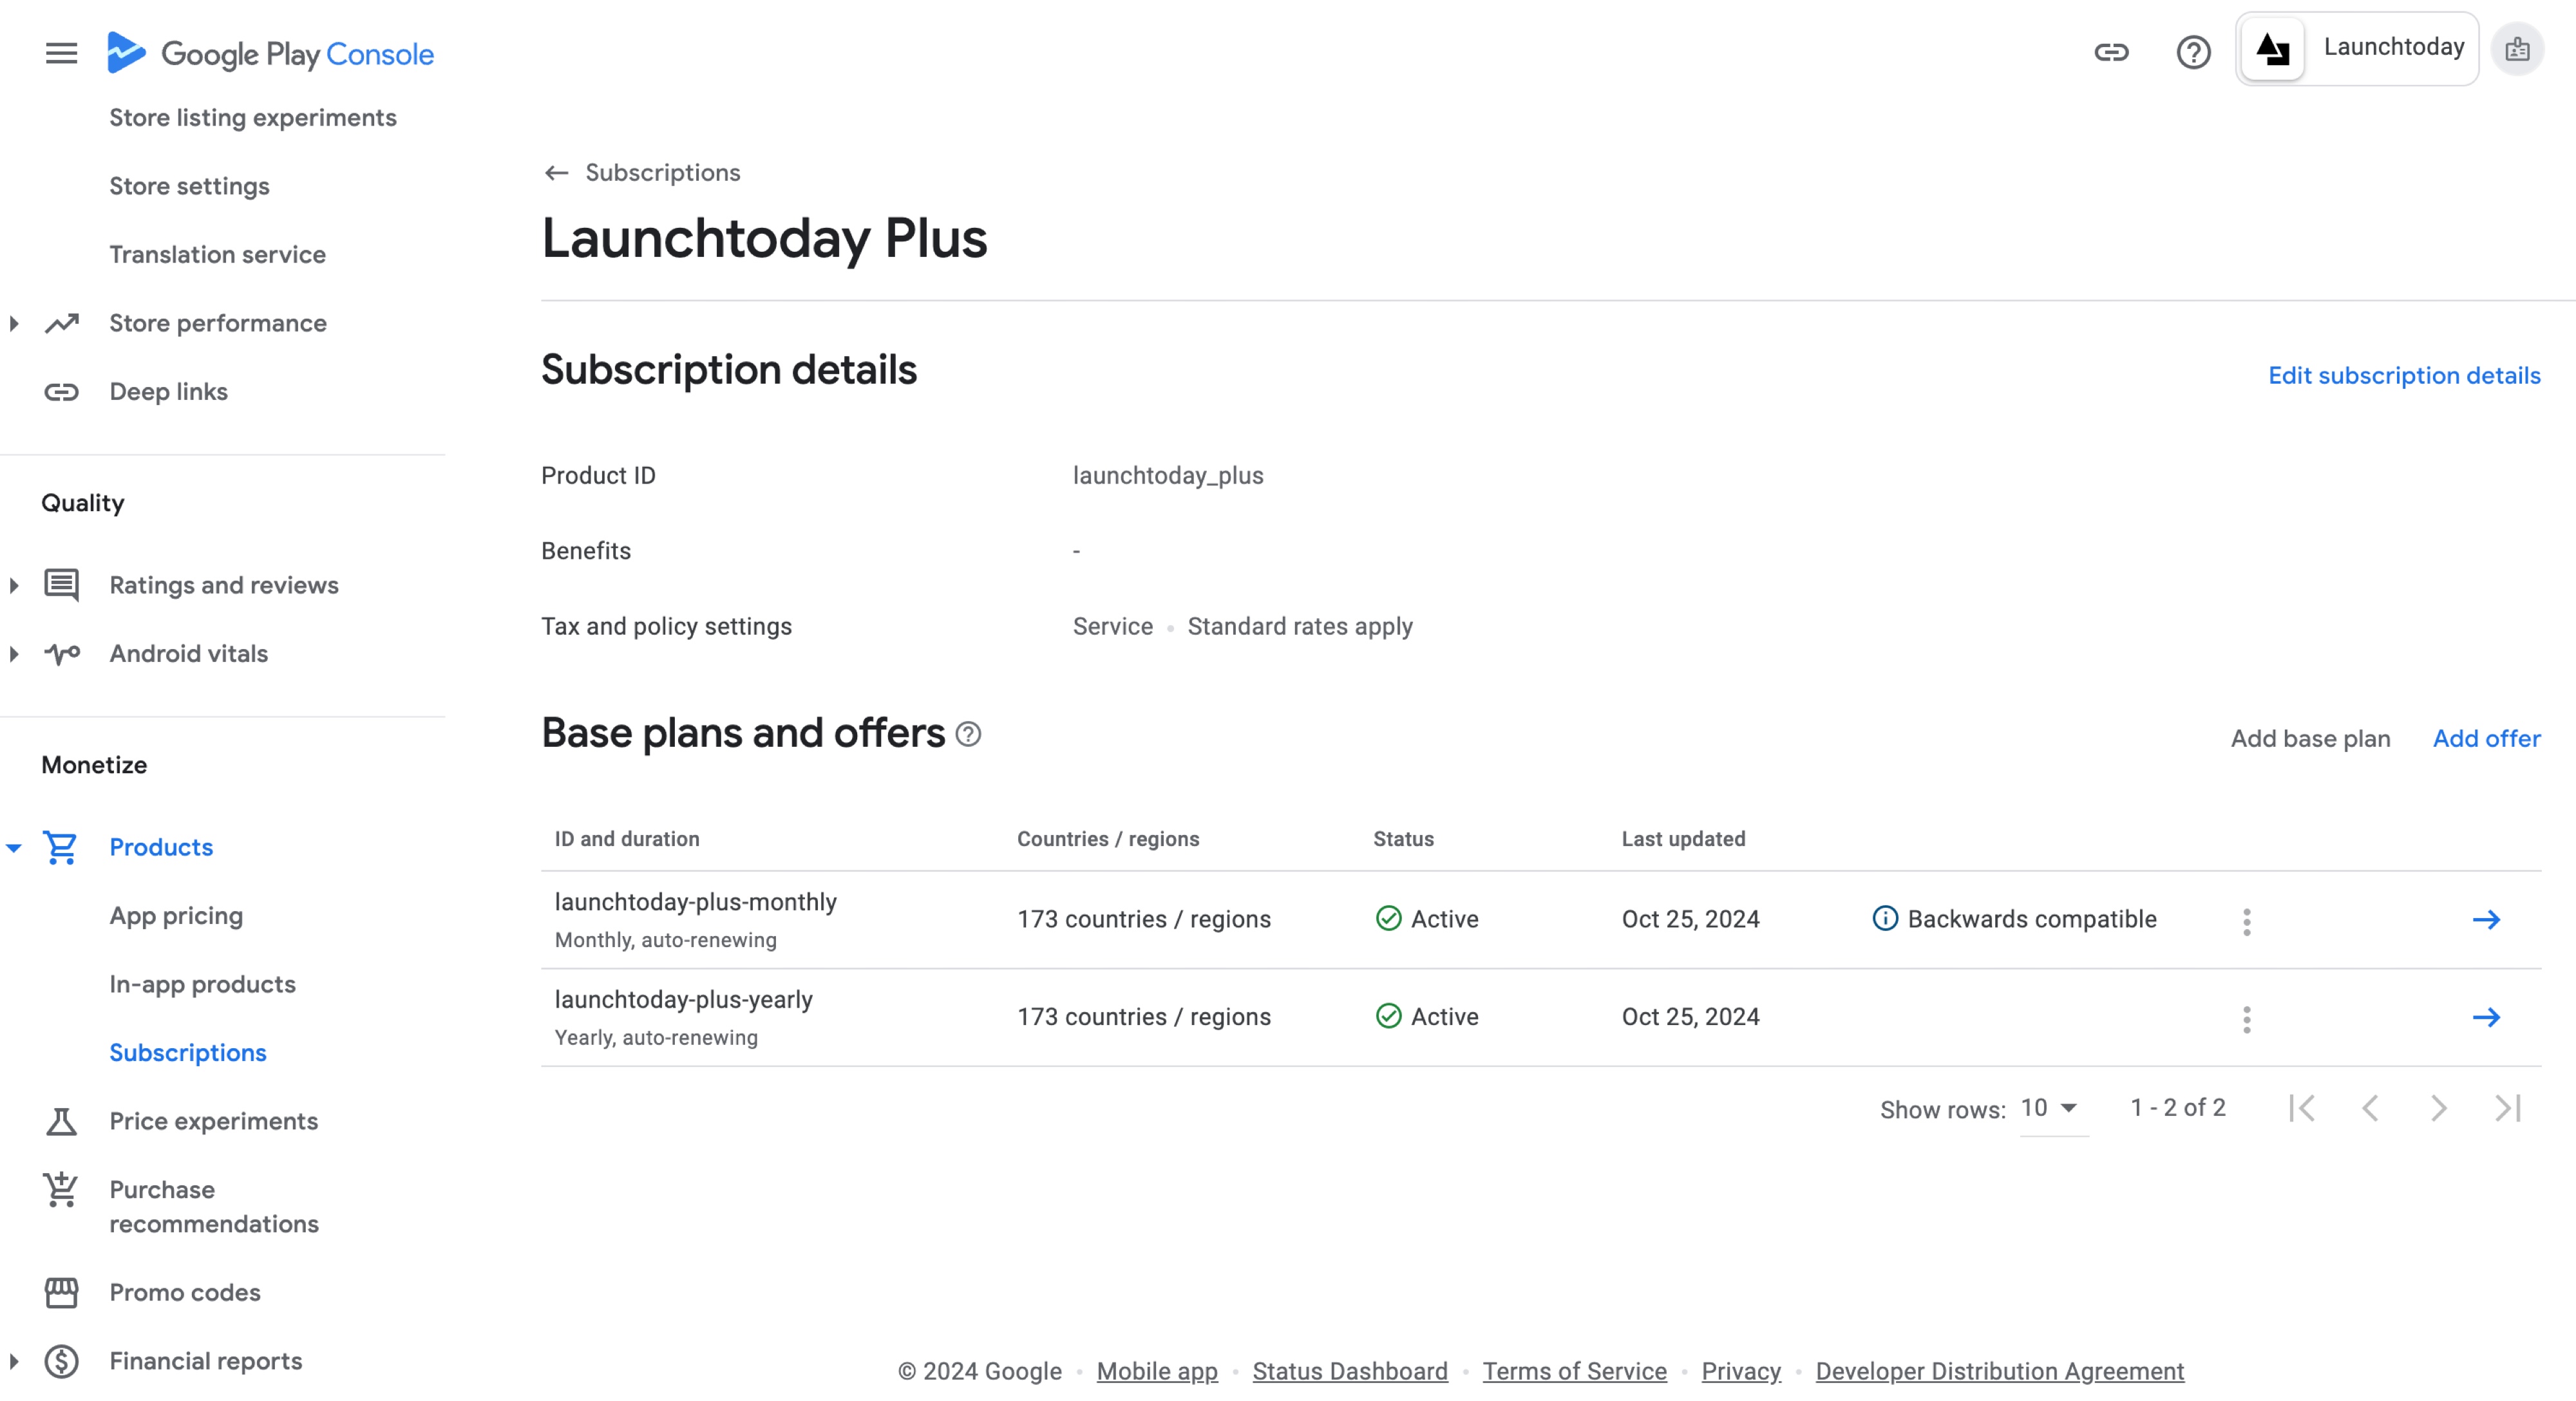 Google Play Console
Launchtoday
Store listing experiments
Store settings
Translation service
Store performance
Deep links
Quality
Ratings and reviews
Android vitals
Monetize
Products
App pricing
In-app products
Subscriptions
Price experiments
Purchase
recommendations
Promo codes
Financial reports
Subscriptions
Launchtoday Plus
Subscription details
Edit subscription details
Product ID launchtoday_plus
Benefits -
Tax and policy settings Service • Standard rates apply
Base plans and offers
Add base plan Add offer
ID and duration Countries / regions Status Last updated
launchtoday-plus-monthly
Monthly, auto-renewing
173 countries / regions Active Oct 25, 2024 Backwards compatible
launchtoday-plus-yearly
Yearly, auto-renewing
173 countries / regions Active Oct 25, 2024
Show rows: 10 1 - 2 of 2
© 2024 Google • Mobile app • Status Dashboard • Terms of Service • Privacy • Developer Distribution Agreement